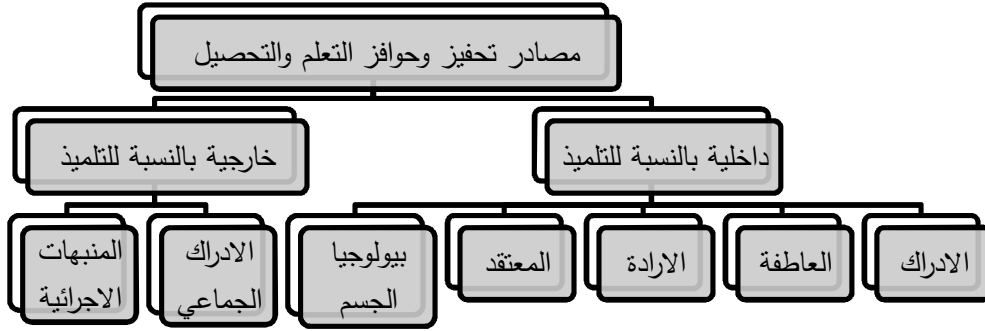 مصادر تحفيز وحوافز التعلم والتحصيل
داخلية بالنسبة للتلميذ
خارجية بالنسبة للتلميذ
الادراك
العاطفة
الارادة
المعتقد
بيولوجيا
الجسم
الادراك
الجماعي
المنبهات
الاجرائية